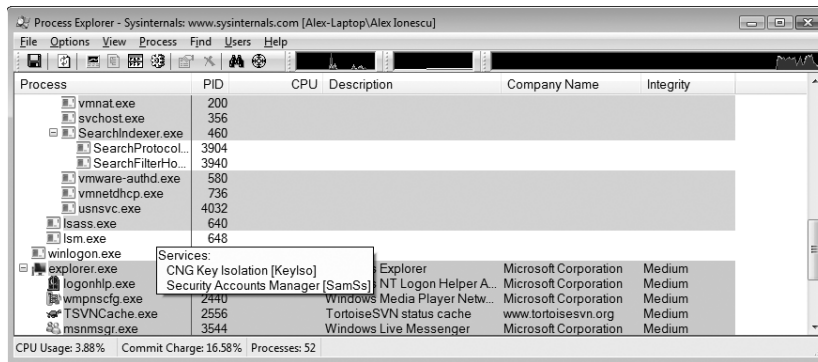 Process Explorer - Sysinternals: www.sysinternals.com [Alex-Laptop\Alex Ionescu]
File Options View Process Find Users Help
Process PID CPU Description Company Name Integrity
vmnat.exe 200
svchost.exe 356
SearchIndexer.exe 460
SearchProtocol... 3904
SearchFilterHo... 3940
vmware-authd.exe 580
vmnetdhcp.exe 736
usnsvc.exe 4032
lsass.exe 640
lsm.exe 648
winlogon.exe
Services:
CNG Key Isolation [KeyIso]
Security Accounts Manager [SamSs]
explorer.exe Explorer Microsoft Corporation Medium
logonhlp.exe NT Logon Helper A... Microsoft Corporation Medium
wmpnscfg.exe 2440 Windows Media Player Netw... Microsoft Corporation Medium
TSVNCache.exe 2556 TortoiseSVN status cache www.tortoisesvn.org Medium
msnmsgr.exe 3544 Windows Live Messenger Microsoft Corporation Medium
CPU Usage: 3.88% Commit Charge: 16.58% Processes: 52